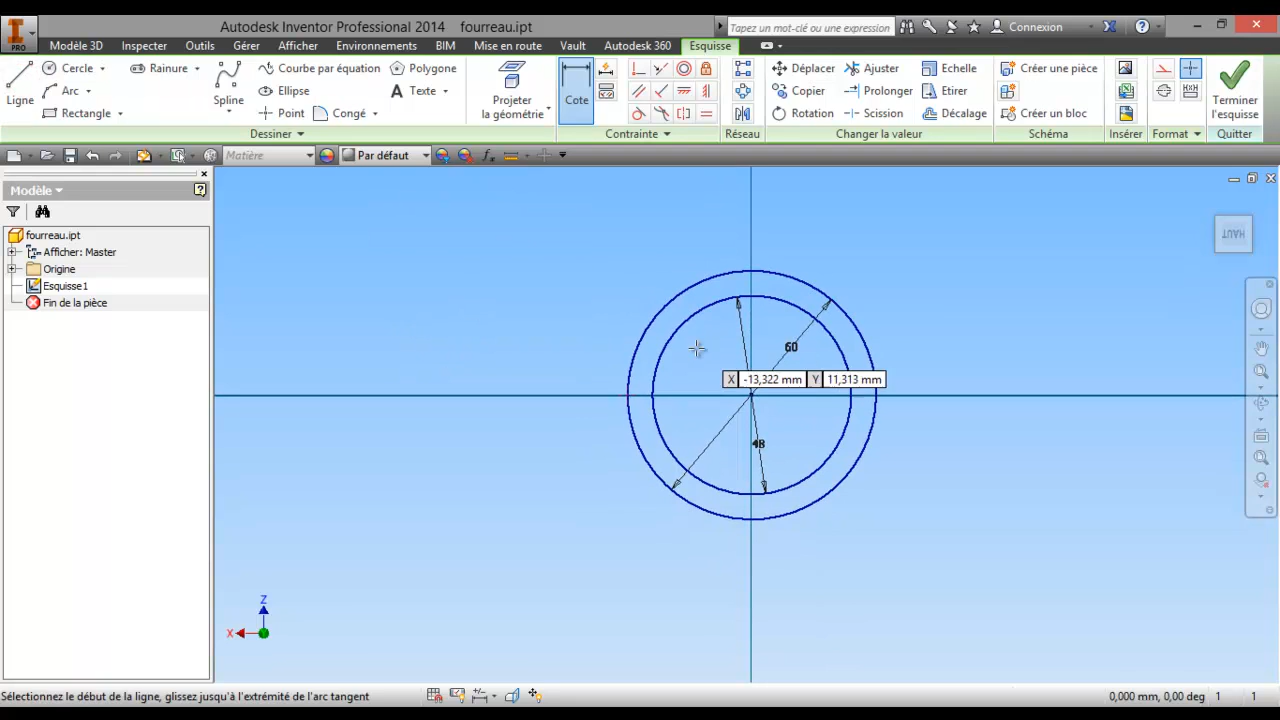 Autodesk Inventor Professional 2014 fourreau.ipt
Tapez un mot-clé ou une expression
Connexion
PRO
Modèle 3D Inspecter Outils Gérer Afficher Environnements BIM Mise en route Vault Autodesk 360 Esquisse
Ligne
Cercle
Arc
Rectangle
Rainure
Spline
Courbe par équation
Ellipse
Point
Congé
Polygone
Texte
Projeter
la géométrie
Cote
Déplacer
Copier
Rotation
Ajuster
Prolonger
Scission
Echelle
Etirer
Décalage
Créer une pièce
Créer un bloc
Terminer
l'esquisse
Dessiner
Contrainte
Réseau
Changer la valeur
Schéma
Insérer
Format
Quitter
Matière
Par défaut
fx
Modèle
fourreau.ipt
Afficher: Master
Origine
Esquisse1
Fin de la pièce
HAUT
60
X -13,322 mm Y 11,313 mm
48
Z
X
Sélectionnez le début de la ligne, glissez jusqu'à l'extrémité de l'arc tangent
0,000 mm, 0,00 deg 1 1